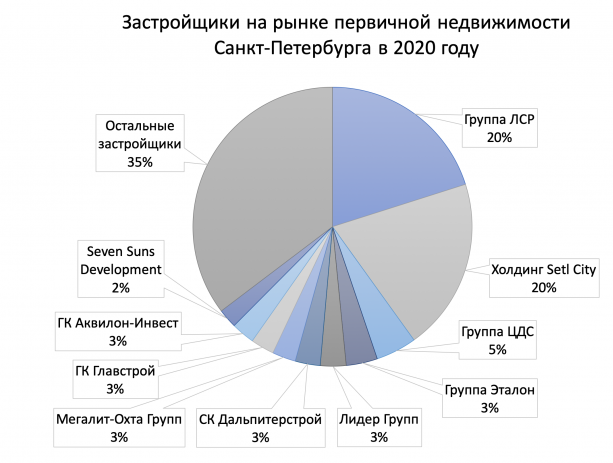 Застройщики на рынке первичной недвижимости
Санкт-Петербурга в 2020 году
Группа ЛСР
20%
Холдинг Setl City
20%
Группа ЦДС
5%
Группа Эталон
3%
Лидер Групп
3%
СК Дальпитерстрой
3%
Мегалит-Охта Групп
3%
ГК Главстрой
3%
ГК Аквилон-Инвест
3%
Seven Suns
Development
2%
Остальные
застройщики
35%